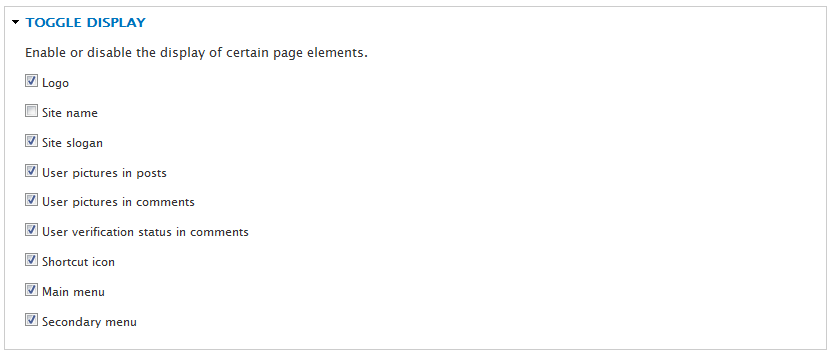 TOGGLE DISPLAY
Enable or disable the display of certain page elements.
Logo
Site name
Site slogan
User pictures in posts
User pictures in comments
User verification status in comments
Shortcut icon
Main menu
Secondary menu